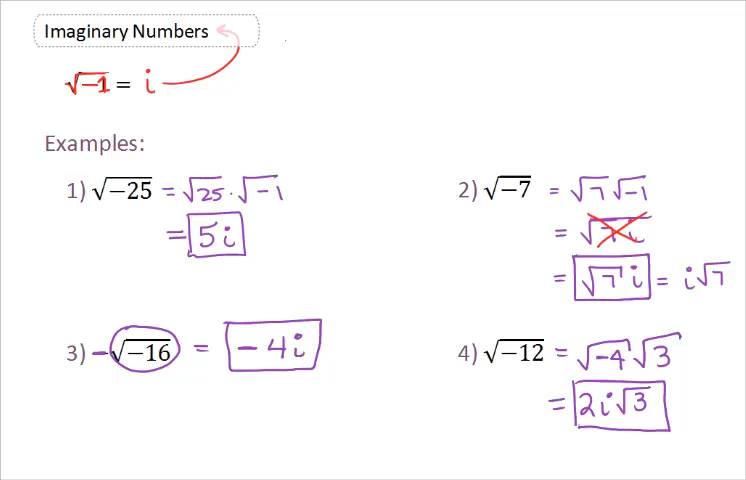 Imaginary Numbers
√-1 = i
Examples:
1) √-25 = √25 · √-1
= 5i
2) √-7 = √7 √-1
= √7i
= √7 i = i√7
3) -√-16 = -4i
4) √-12 = √-4 √3
= 2i√3